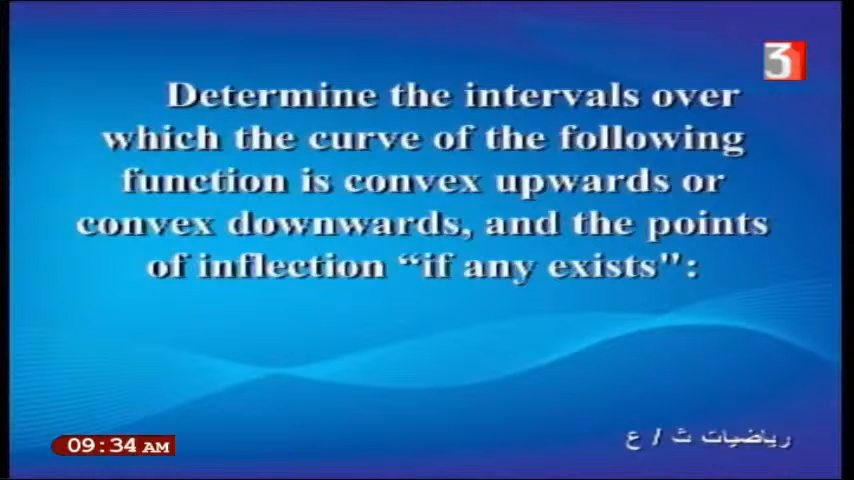 3
Determine the intervals over
which the curve of the following
function is convex upwards or
convex downwards, and the points
of inflection “if any exists":
09:34 AM
رياضيات ث / ع